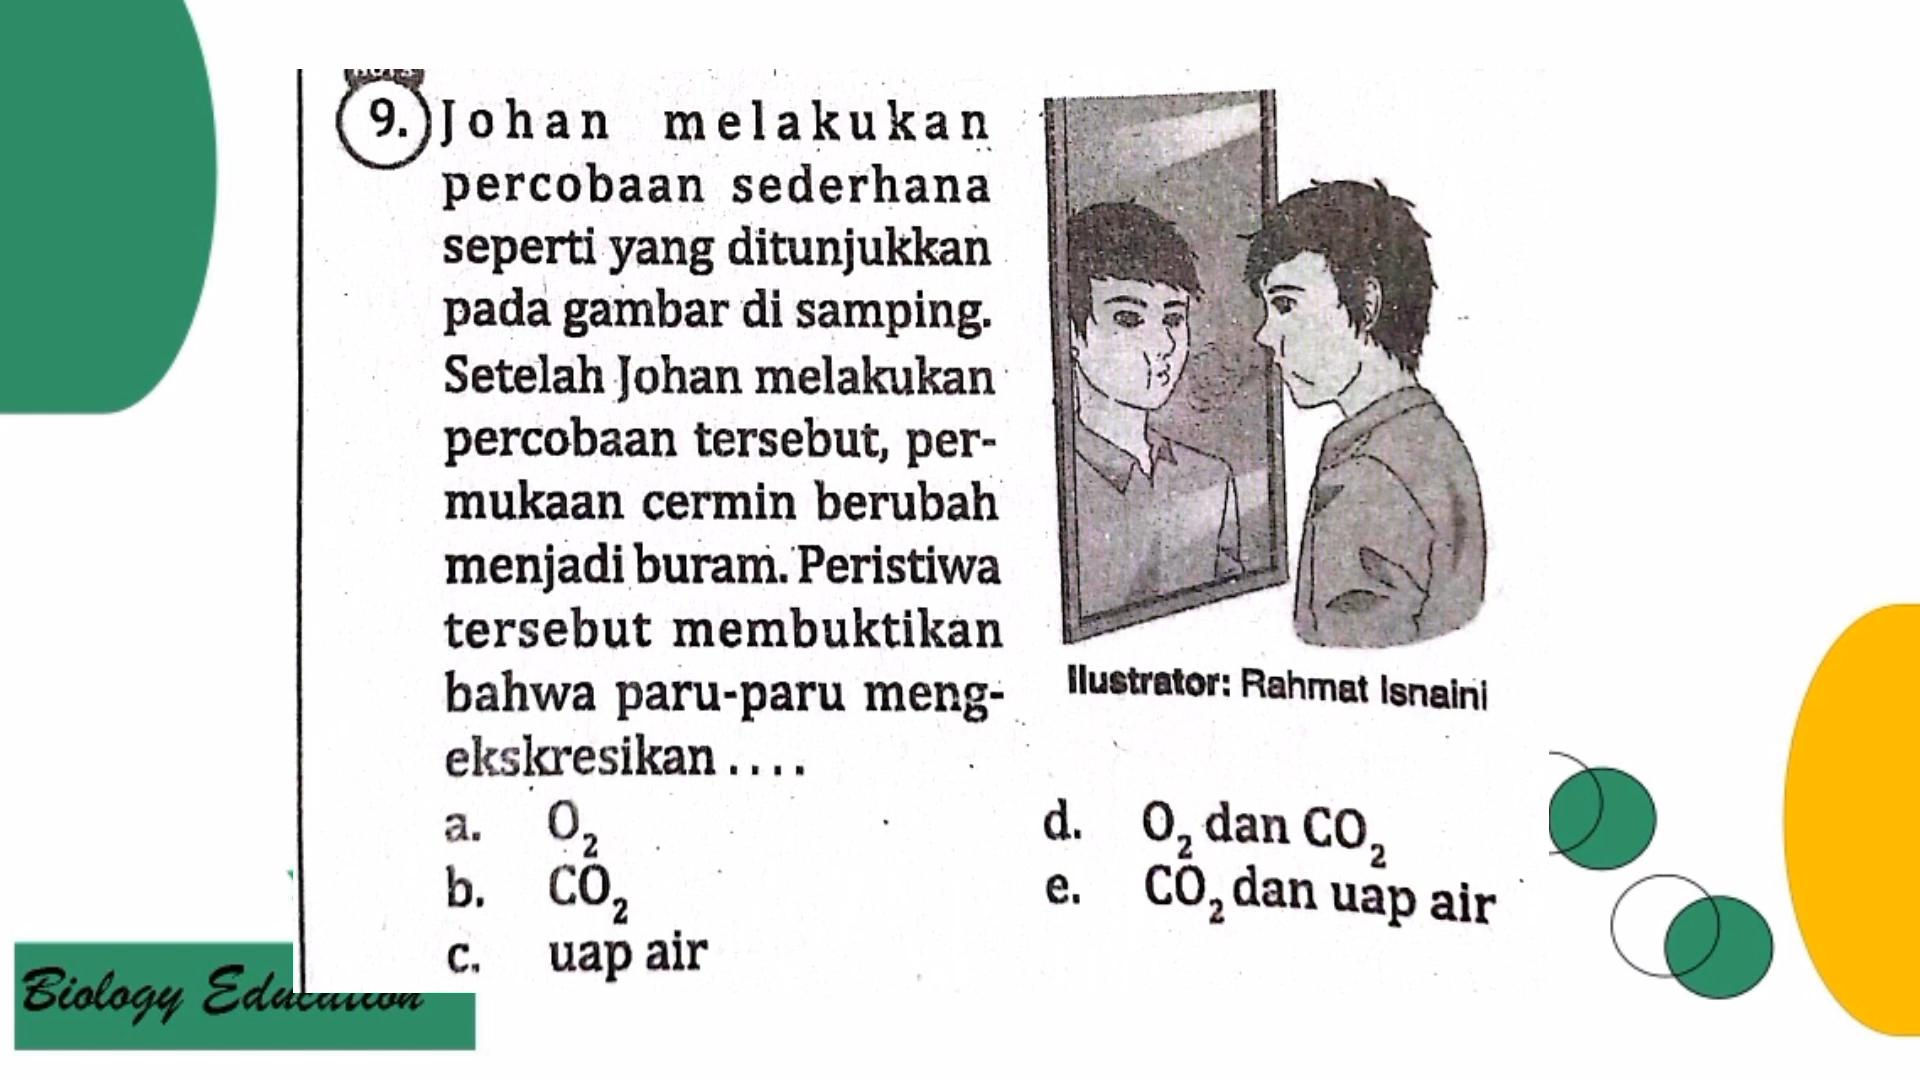 9. Johan melakukan
percobaan sederhana
seperti yang ditunjukkan
pada gambar di samping.
Setelah Johan melakukan
percobaan tersebut, per-
mukaan cermin berubah
menjadi buram. Peristiwa
tersebut membuktikan
bahwa paru-paru meng-
ekskresikan . . . .
a. O₂
b. CO₂
c. uap air
d. O₂ dan CO₂
e. CO₂ dan uap air
Ilustrator: Rahmat Isnaini
Biology Education